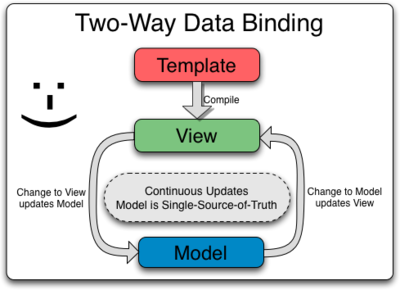 Two-Way Data Binding
Template
Compile
View
Change to View
updates Model
Continuous Updates
Model is Single-Source-of-Truth
Change to Model
updates View
Model